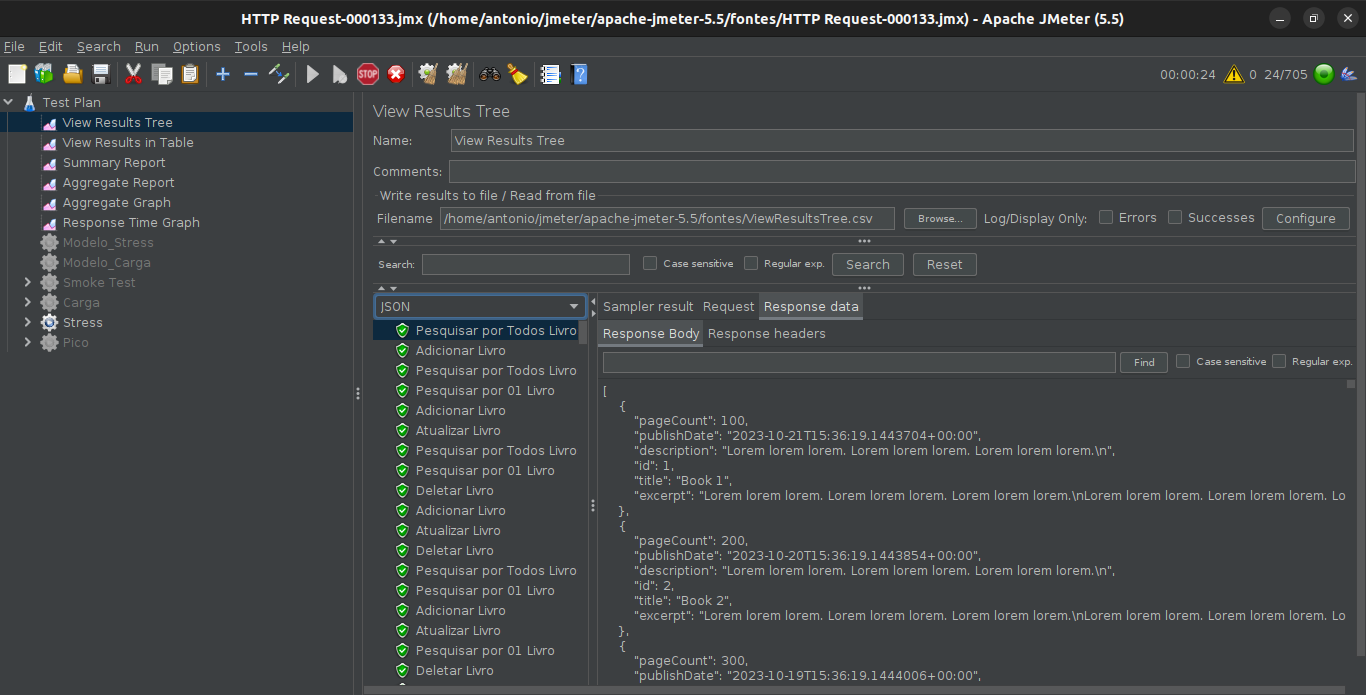 HTTP Request-000133.jmx (/home/antonio/jmeter/apache-jmeter-5.5/fontes/HTTP Request-000133.jmx) - Apache JMeter (5.5)
File Edit Search Run Options Tools Help
STOP
00:00:24 0 24/705
Test Plan
View Results Tree
View Results in Table
Summary Report
Aggregate Report
Aggregate Graph
Response Time Graph
Modelo_Stress
Modelo_Carga
Smoke Test
Carga
Stress
Pico
View Results Tree
Name: View Results Tree
Comments:
Write results to file / Read from file
Filename /home/antonio/jmeter/apache-jmeter-5.5/fontes/ViewResultsTree.csv Browse... Log/Display Only: Errors Successes Configure
Search: Case sensitive Regular exp. Search Reset
JSON
Pesquisar por Todos Livro
Adicionar Livro
Pesquisar por Todos Livro
Pesquisar por 01 Livro
Adicionar Livro
Atualizar Livro
Pesquisar por Todos Livro
Pesquisar por 01 Livro
Deletar Livro
Adicionar Livro
Atualizar Livro
Deletar Livro
Pesquisar por Todos Livro
Pesquisar por 01 Livro
Adicionar Livro
Atualizar Livro
Pesquisar por 01 Livro
Deletar Livro
Sampler result Request Response data
Response Body Response headers
Find Case sensitive Regular exp.
[
{
"pageCount": 100,
"publishDate": "2023-10-21T15:36:19.1443704+00:00",
"description": "Lorem lorem lorem. Lorem lorem lorem. Lorem lorem lorem.\n",
"id": 1,
"title": "Book 1",
"excerpt": "Lorem lorem lorem. Lorem lorem lorem. Lorem lorem lorem.\nLorem lorem lorem. Lorem lorem lorem. Lo
},
{
"pageCount": 200,
"publishDate": "2023-10-20T15:36:19.1443854+00:00",
"description": "Lorem lorem lorem. Lorem lorem lorem. Lorem lorem lorem.\n",
"id": 2,
"title": "Book 2",
"excerpt": "Lorem lorem lorem. Lorem lorem lorem. Lorem lorem lorem.\nLorem lorem lorem. Lorem lorem lorem. Lo
},
{
"pageCount": 300,
"publishDate": "2023-10-19T15:36:19.1444006+00:00",